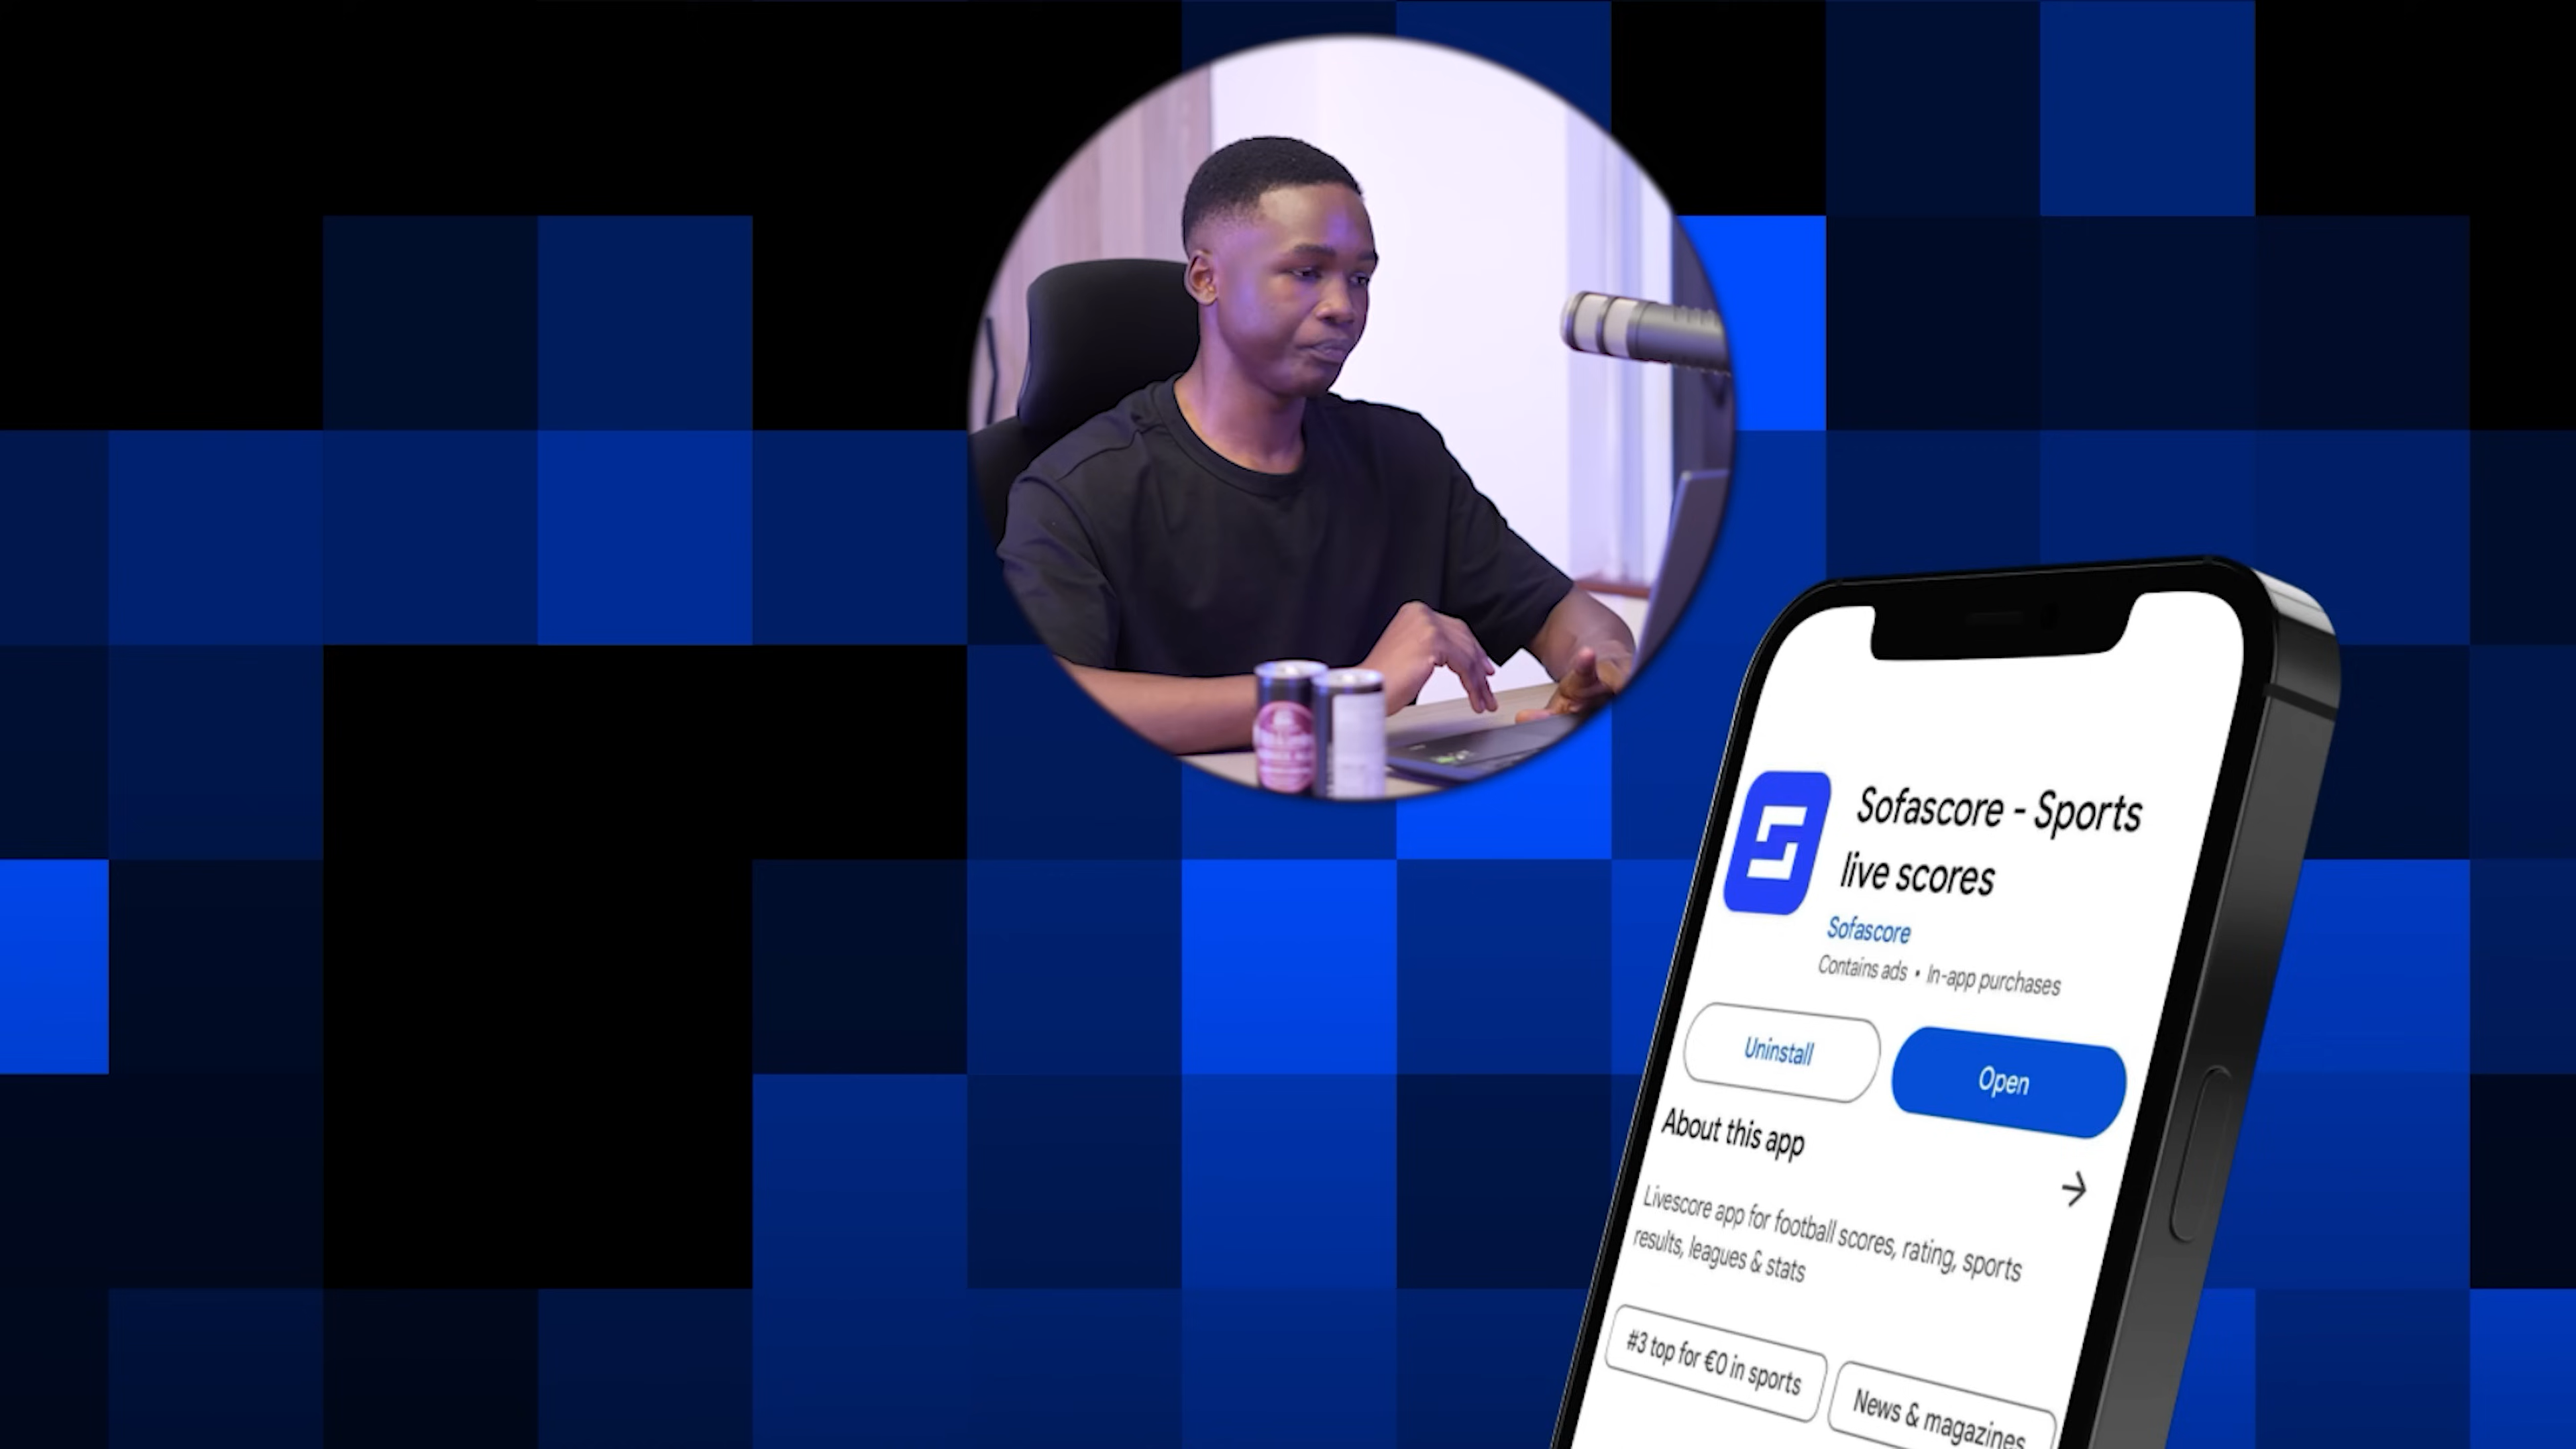 Sofascore - Sports
live scores
Sofascore
Contains ads • In-app purchases
Uninstall
Open
About this app
Livescore app for football scores, rating, sports
results, leagues & stats
#3 top for €0 in sports
News & magazines